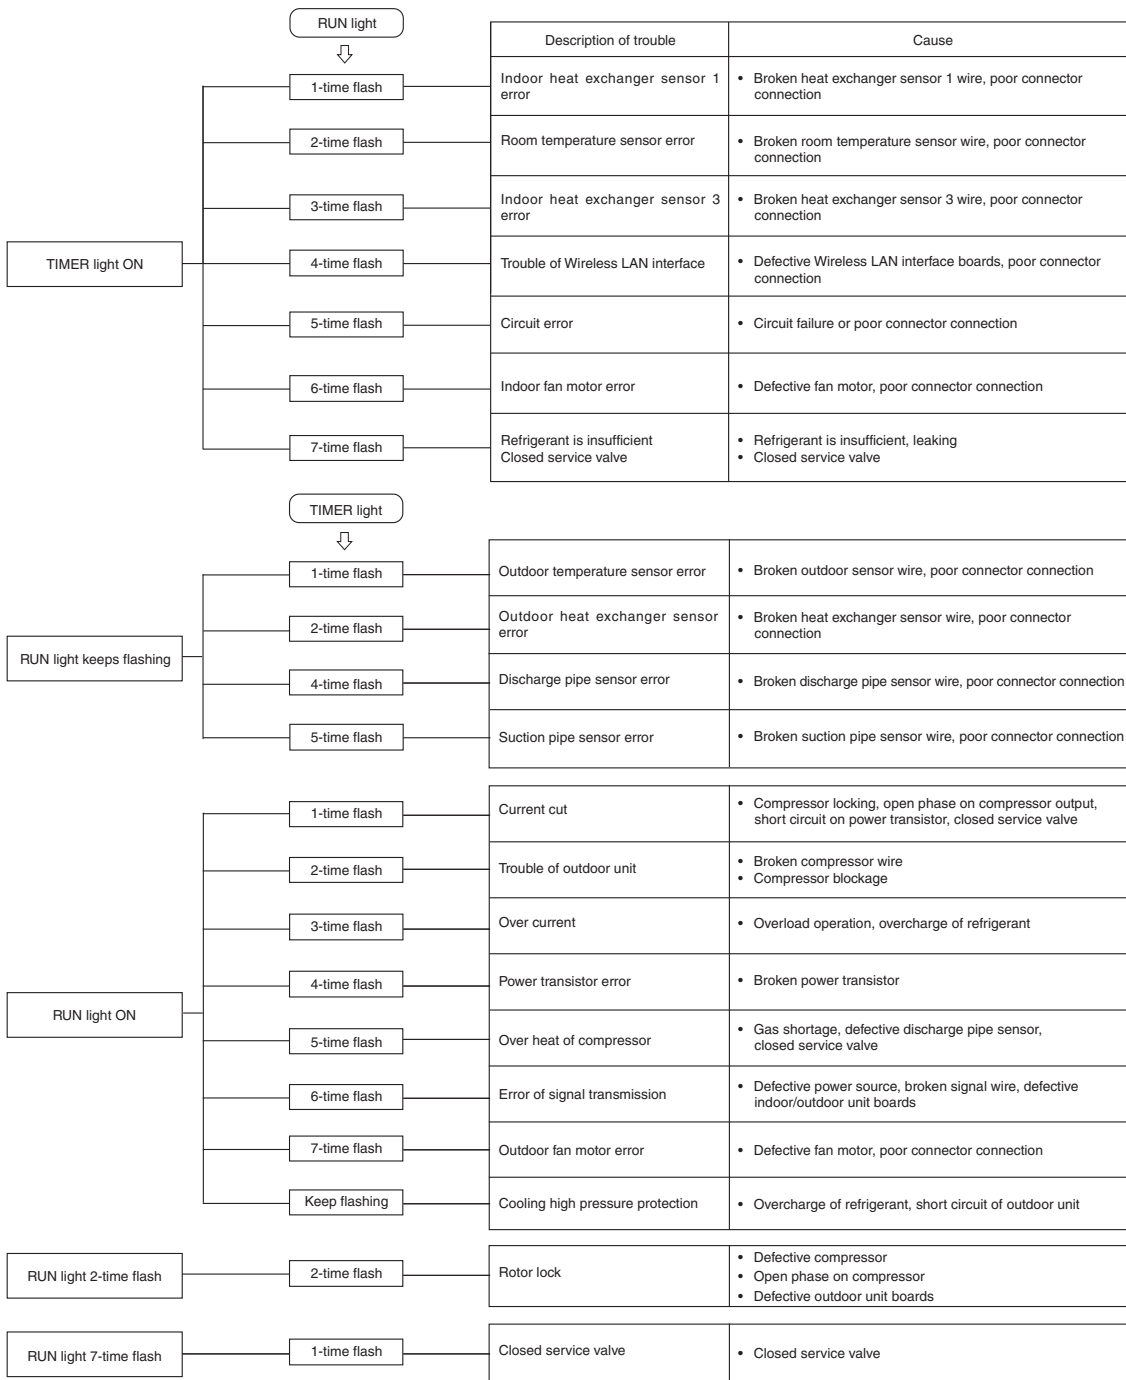 RUN light
Description of trouble
Cause
TIMER light ON
1-time flash
Indoor heat exchanger sensor 1
error
• Broken heat exchanger sensor 1 wire, poor connector
connection
2-time flash
Room temperature sensor error
• Broken room temperature sensor wire, poor connector
connection
3-time flash
Indoor heat exchanger sensor 3
error
• Broken heat exchanger sensor 3 wire, poor connector
connection
4-time flash
Trouble of Wireless LAN interface
• Defective Wireless LAN interface boards, poor connector
connection
5-time flash
Circuit error
• Circuit failure or poor connector connection
6-time flash
Indoor fan motor error
• Defective fan motor, poor connector connection
7-time flash
Refrigerant is insufficient
Closed service valve
• Refrigerant is insufficient, leaking
• Closed service valve
TIMER light
RUN light keeps flashing
1-time flash
Outdoor temperature sensor error
• Broken outdoor sensor wire, poor connector connection
2-time flash
Outdoor heat exchanger sensor
error
• Broken heat exchanger sensor wire, poor connector
connection
4-time flash
Discharge pipe sensor error
• Broken discharge pipe sensor wire, poor connector connection
5-time flash
Suction pipe sensor error
• Broken suction pipe sensor wire, poor connector connection
RUN light ON
1-time flash
Current cut
• Compressor locking, open phase on compressor output,
short circuit on power transistor, closed service valve
2-time flash
Trouble of outdoor unit
• Broken compressor wire
• Compressor blockage
3-time flash
Over current
• Overload operation, overcharge of refrigerant
4-time flash
Power transistor error
• Broken power transistor
5-time flash
Over heat of compressor
• Gas shortage, defective discharge pipe sensor,
closed service valve
6-time flash
Error of signal transmission
• Defective power source, broken signal wire, defective
indoor/outdoor unit boards
7-time flash
Outdoor fan motor error
• Defective fan motor, poor connector connection
Keep flashing
Cooling high pressure protection
• Overcharge of refrigerant, short circuit of outdoor unit
RUN light 2-time flash
2-time flash
Rotor lock
• Defective compressor
• Open phase on compressor
• Defective outdoor unit boards
RUN light 7-time flash
1-time flash
Closed service valve
• Closed service valve